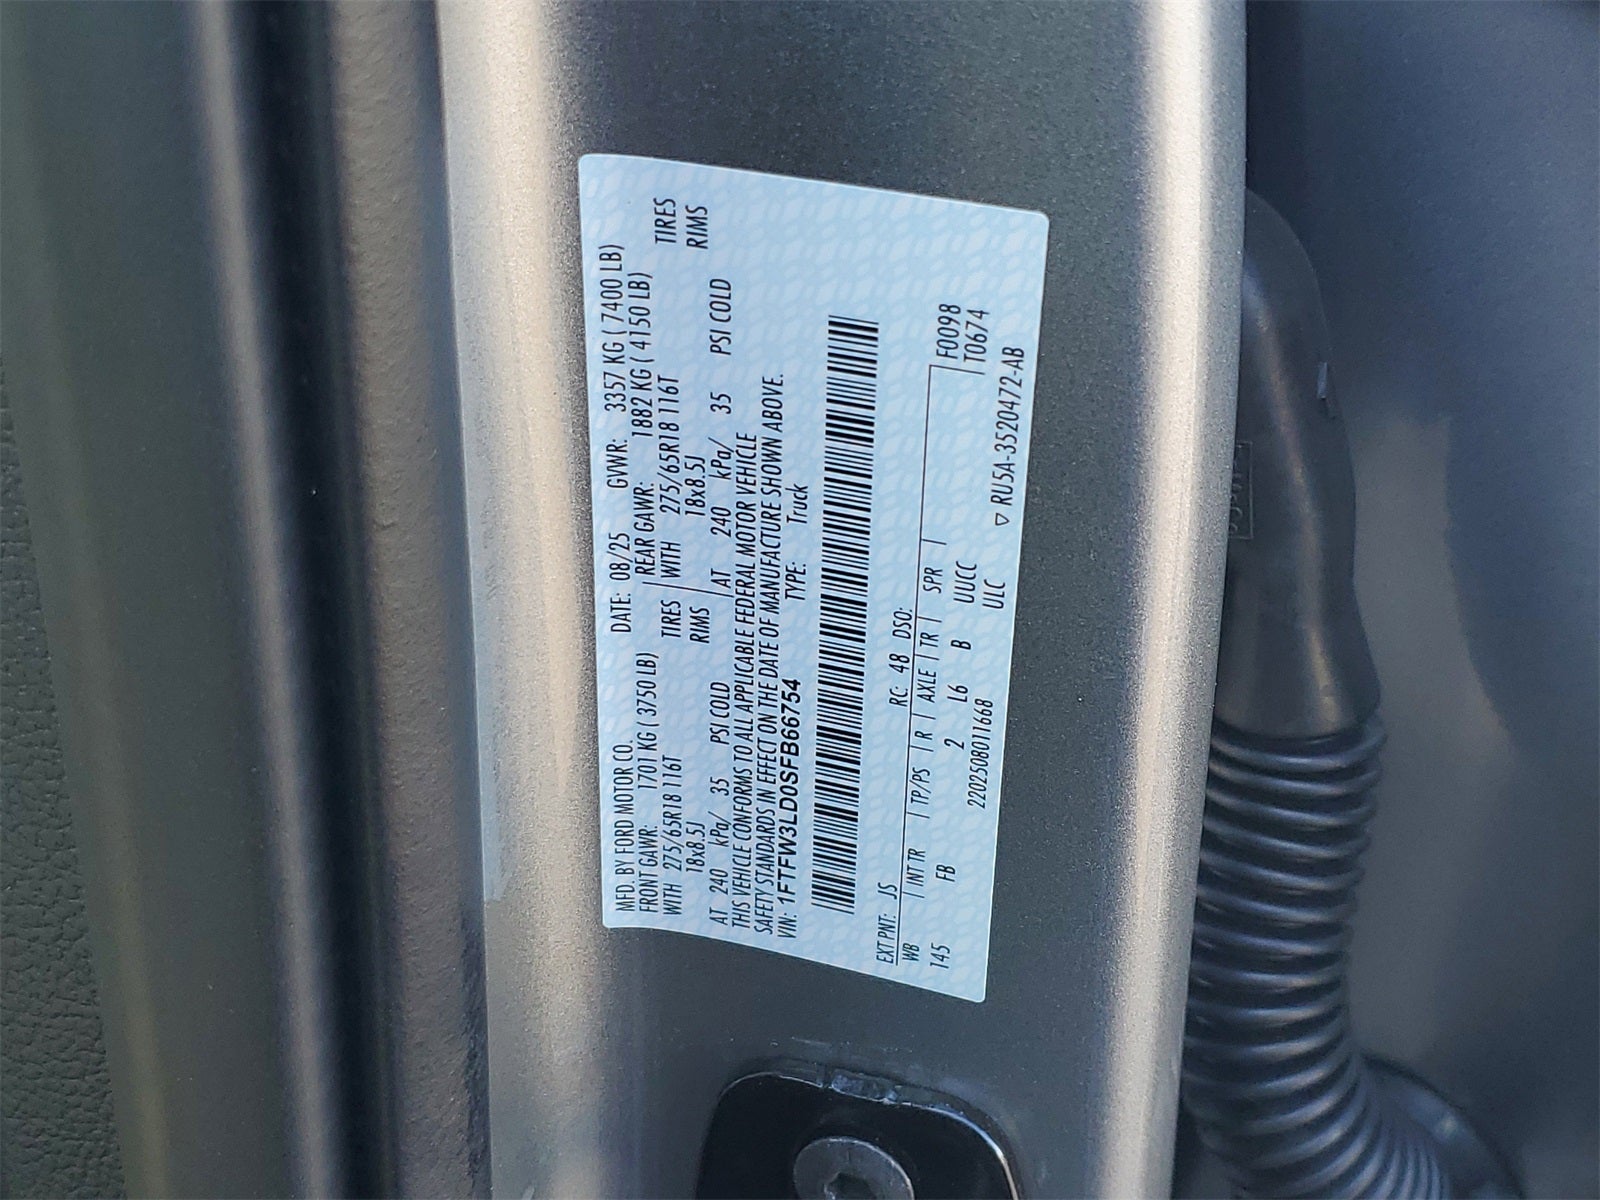 MFD. BY FORD MOTOR CO. DATE: 08/25 GVWR: 3357 KG ( 7400 LB)
FRONT GAWR: 1701 KG ( 3750 LB) REAR GAWR: 1882 KG ( 4150 LB)
WITH 275/65R18 116T TIRES WITH 275/65R18 116T TIRES
18x8.5J RIMS 18x8.5J RIMS
AT 240 kPa/ 35 PSI COLD AT 240 kPa/ 35 PSI COLD
THIS VEHICLE CONFORMS TO ALL APPLICABLE FEDERAL MOTOR VEHICLE
SAFETY STANDARDS IN EFFECT ON THE DATE OF MANUFACTURE SHOWN ABOVE.
VIN: 1FTFW3LD0SFB66754 TYPE: Truck
EXT PNT: JS RC: 48 DSO:
WB INT TR TP/PS R AXLE TR SPR F0098
145 FB 2 L6 B UUCC T0674
220250801 1668 ULC
▽ RU5A-3520472-AB